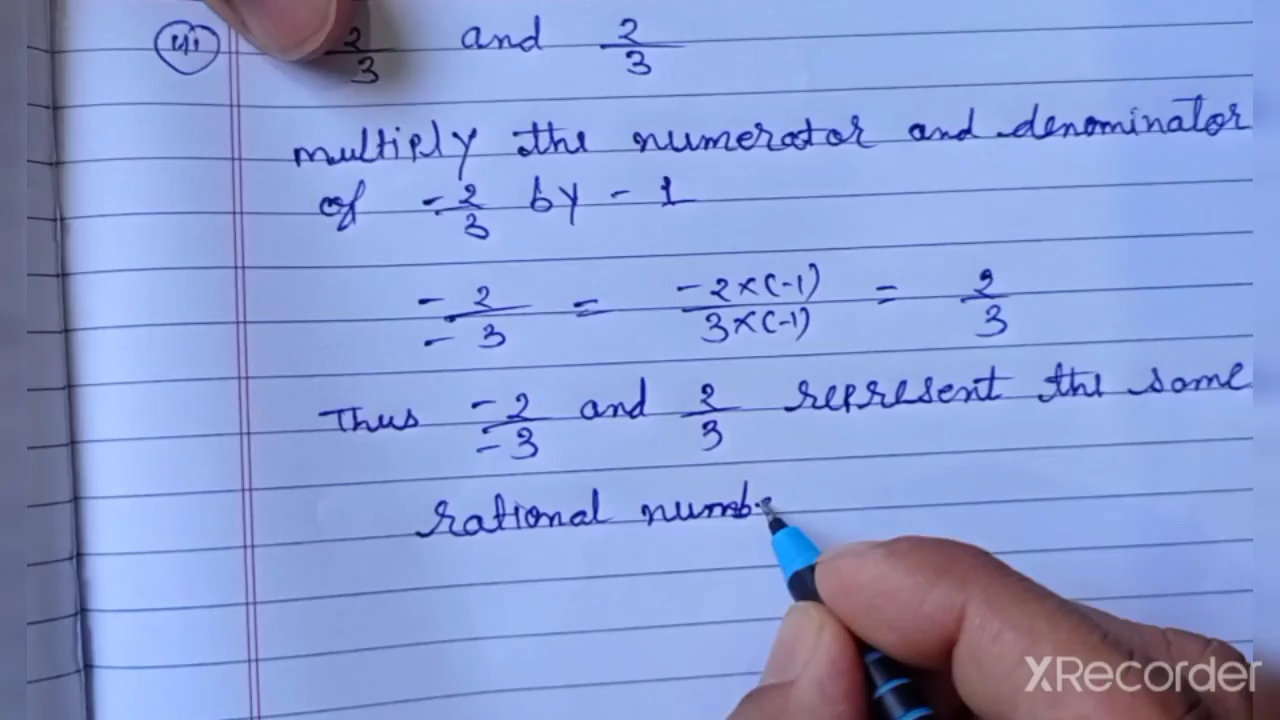 vi 2/3 and 2/3
multiply the numerator and denominator
of -2/3 by - 1
-2/-3 = -2×(-1)/3×(-1) = 2/3
Thus -2/-3 and 2/3 represent the same
rational numb
XRecorder